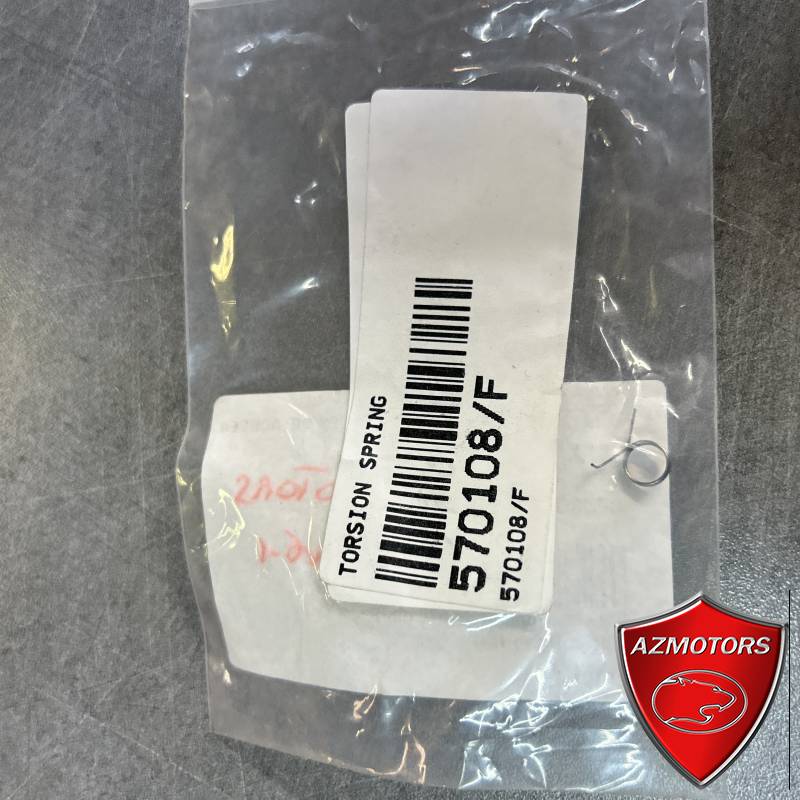 TORSION SPRING
570108/F
570108/F
AZMOTORS